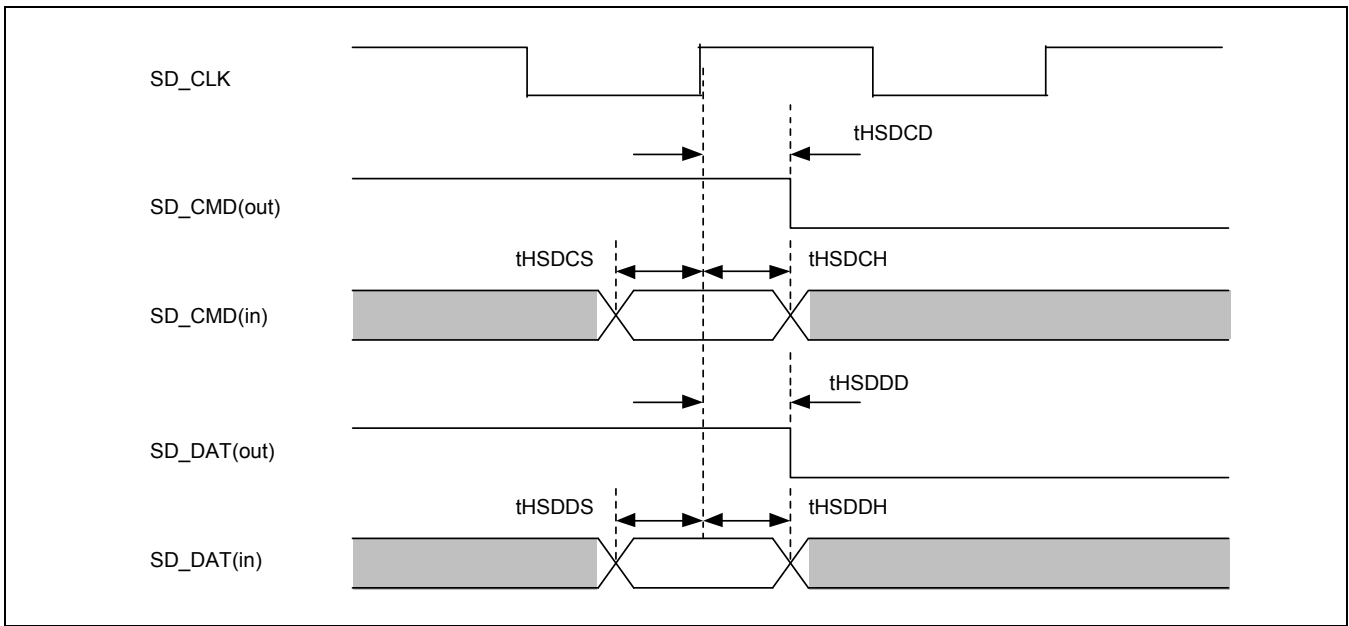 SD_CLK
tHSDCD
SD_CMD(out)
tHSDCS
tHSDCH
SD_CMD(in)
tHSDDD
SD_DAT(out)
tHSDDS
tHSDDH
SD_DAT(in)